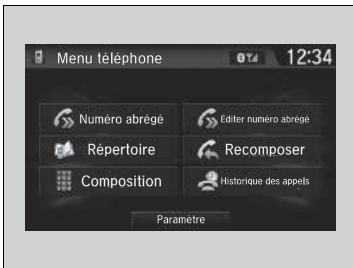 Menu téléphone 12:34
Numéro abrégé Editer numéro abrégé
Répertoire Recomposer
Composition Historique des appels
Paramètre